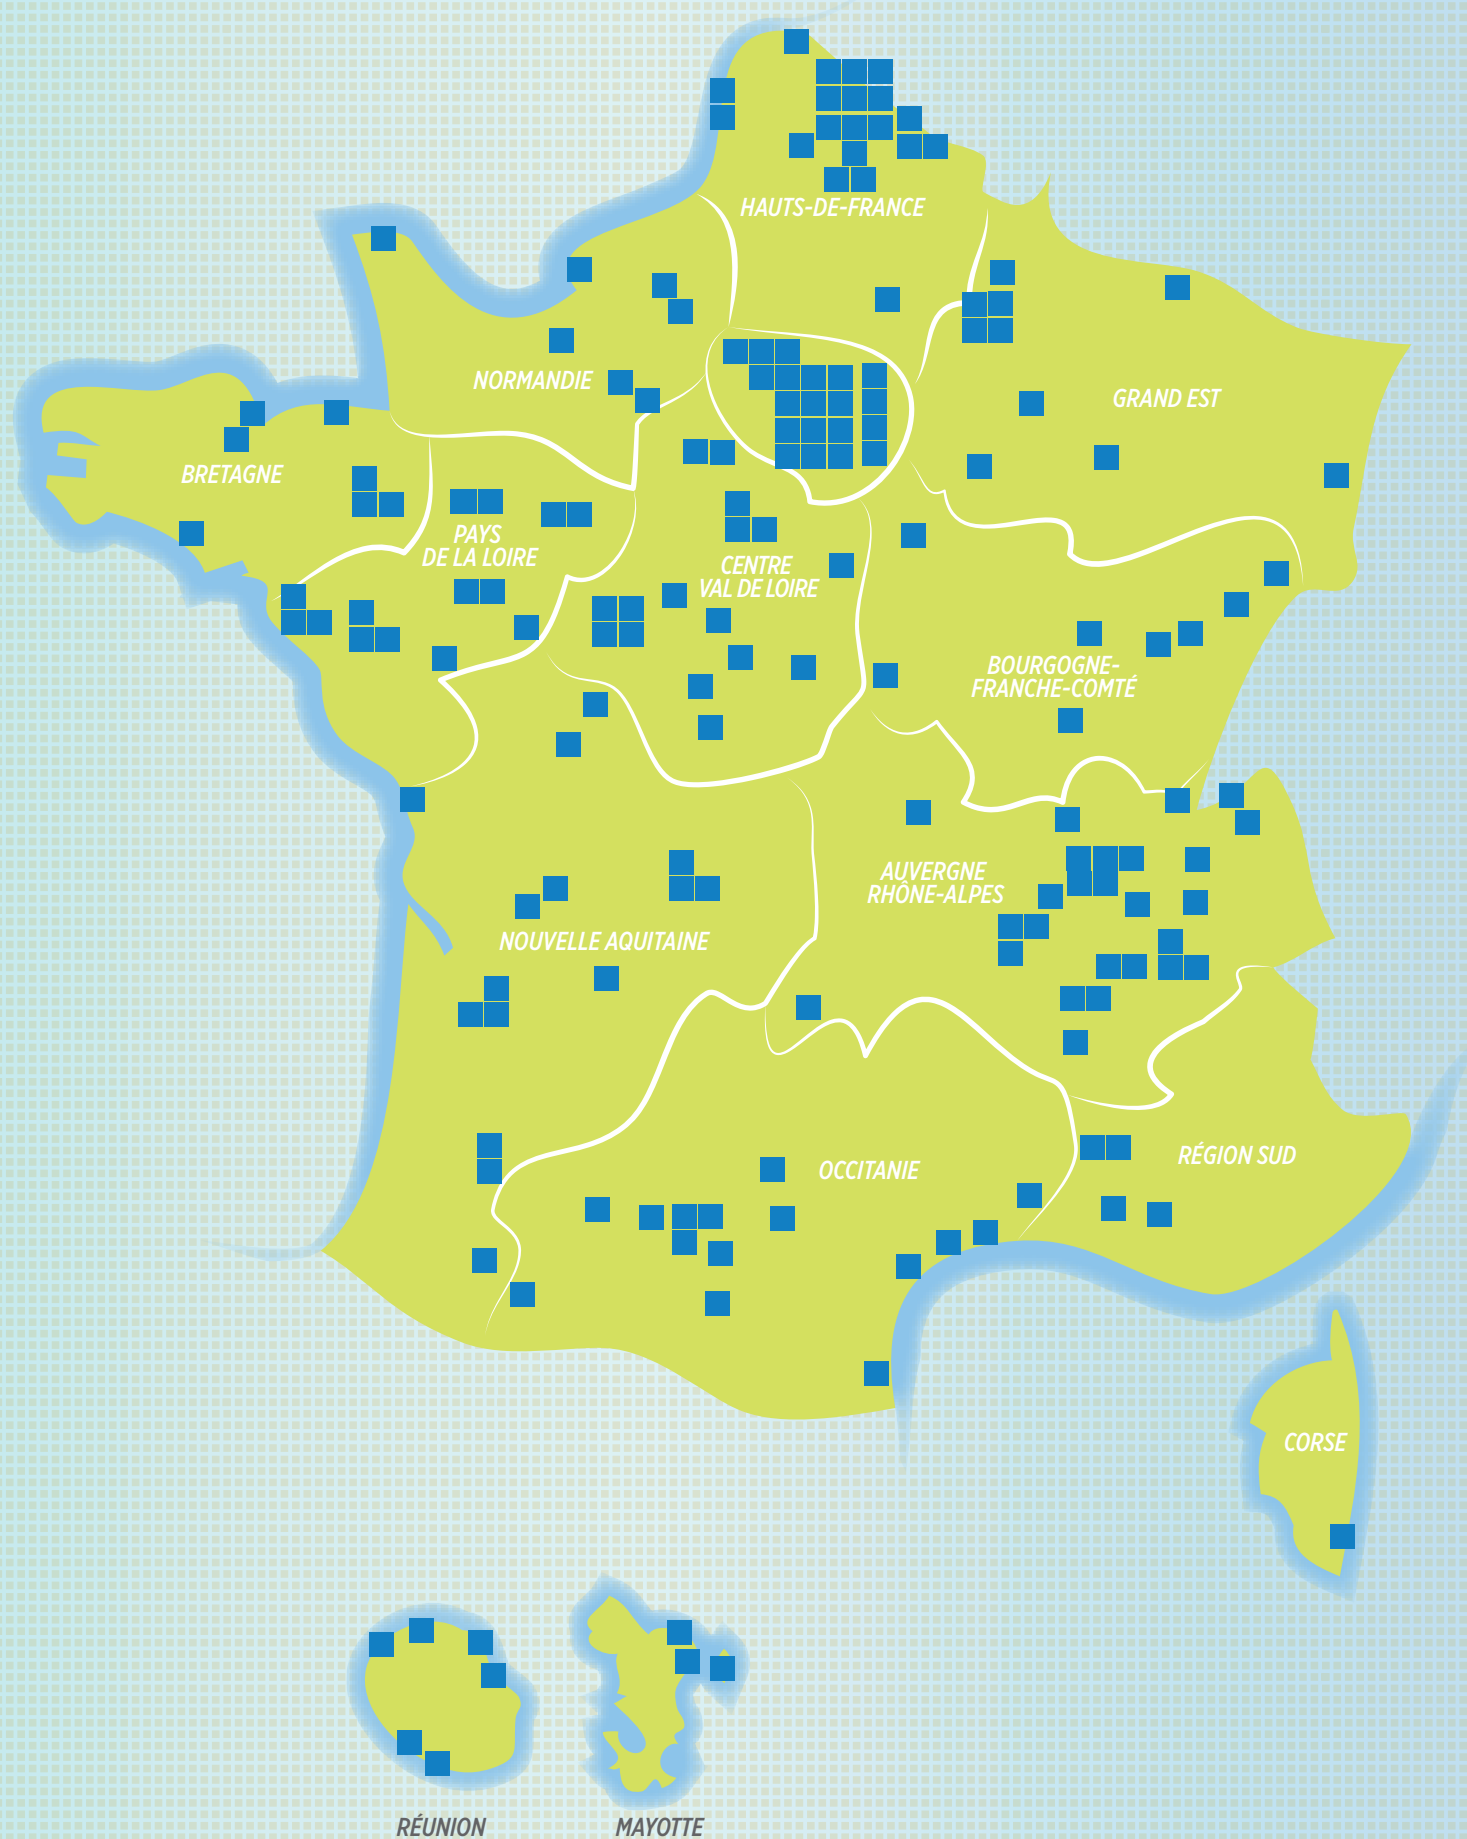 HAUTS-DE-FRANCE
NORMANDIE
GRAND EST
BRETAGNE
PAYS
DE LA LOIRE
CENTRE
VAL DE LOIRE
BOURGOGNE-
FRANCHE-COMTÉ
AUVERGNE
RHÔNE-ALPES
NOUVELLE AQUITAINE
RÉGION SUD
OCCITANIE
CORSE
RÉUNION
MAYOTTE